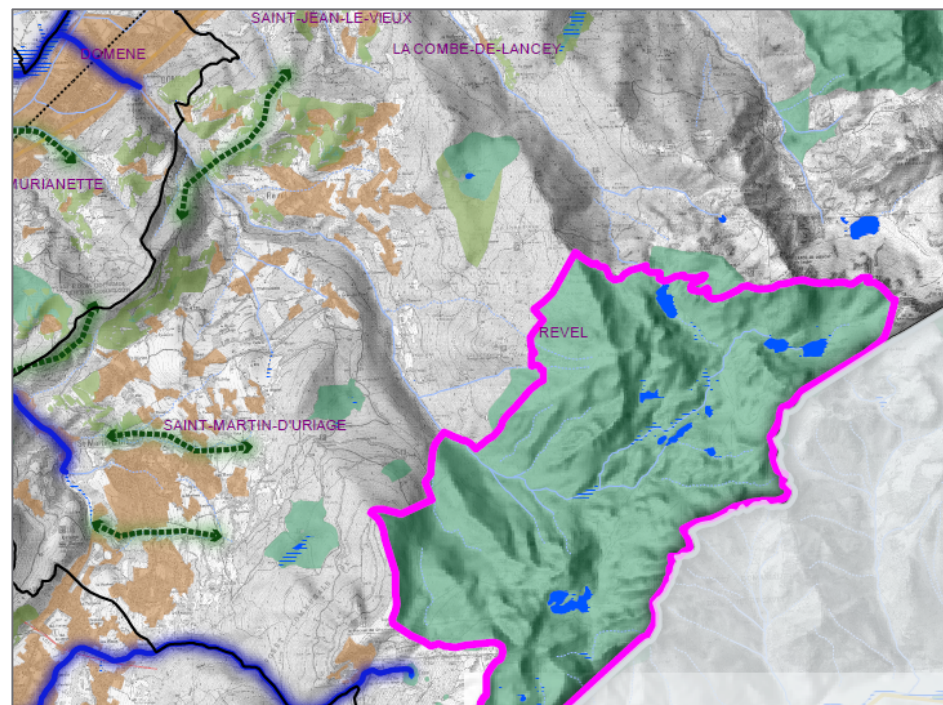 SAINT-JEAN-LE-VIEUX
LA COMBE-DE-LANCEY
DOMENE
MURIANETTE
REVEL
SAINT-MARTIN-D'URIAGE